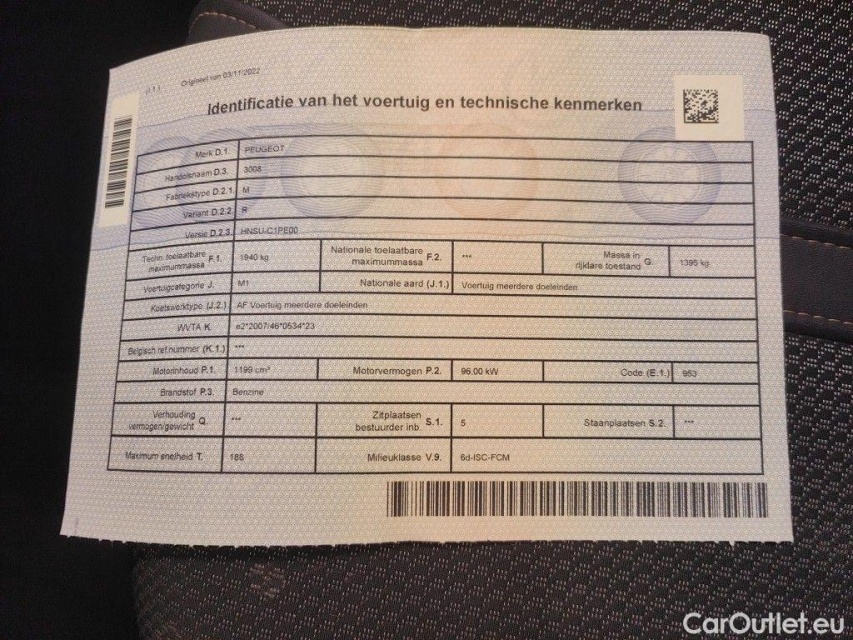 (I.1.) Origineel van 03/11/2022
Identificatie van het voertuig en technische kenmerken
Merk D.1. PEUGEOT
Handelsnaam D.3. 3008
Fabriekstype D.2.1. M
Variant D.2.2. R
Versie D.2.3. HNSU-C1PE00
Techn. toelaatbare maximummassa F.1. 1940 kg Nationale toelaatbare maximummassa F.2. *** Massa in rijklare toestand G. 1395 kg
Voertuigcategorie J. M1 Nationale aard (J.1.) Voertuig meerdere doeleinden
Koetswerktype (J.2.) AF Voertuig meerdere doeleinden
WVTA K. e2*2007/46*0534*23
Belgisch ref.nummer (K.1.) ***
Motorinhoud P.1. 1199 cm³ Motorvermogen P.2. 96,00 kW Code (E.1.) 953
Brandstof P.3. Benzine
Verhouding vermogen/gewicht Q. *** Zitplaatsen bestuurder inb. S.1. 5 Staanplaatsen S.2. ***
Maximum snelheid T. 188 Milieuklasse V.9. 6d-ISC-FCM
CarOutlet.eu